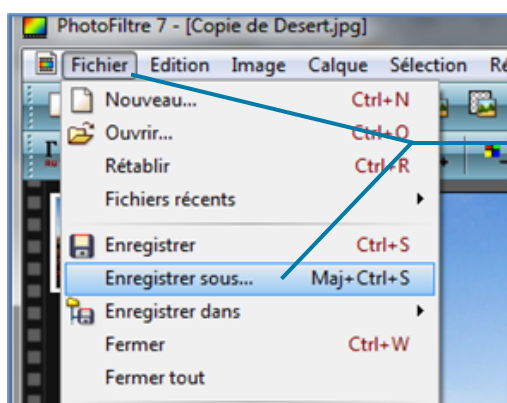 PhotoFiltre 7 - [Copie de Desert.jpg]
Fichier Edition Image Calque Sélection Ré
Nouveau... Ctrl+N
Ouvrir... Ctrl+O
Rétablir Ctrl+R
Fichiers récents
Enregistrer Ctrl+S
Enregistrer sous... Maj+Ctrl+S
Enregistrer dans
Fermer Ctrl+W
Fermer tout